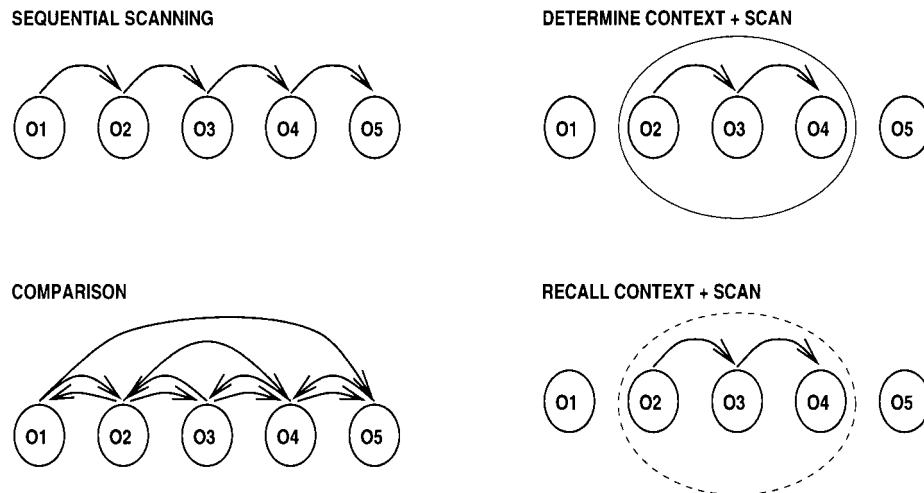 SEQUENTIAL SCANNING
O1 O2 O3 O4 O5
DETERMINE CONTEXT + SCAN
O1 O2 O3 O4 O5
COMPARISON
O1 O2 O3 O4 O5
RECALL CONTEXT + SCAN
O1 O2 O3 O4 O5